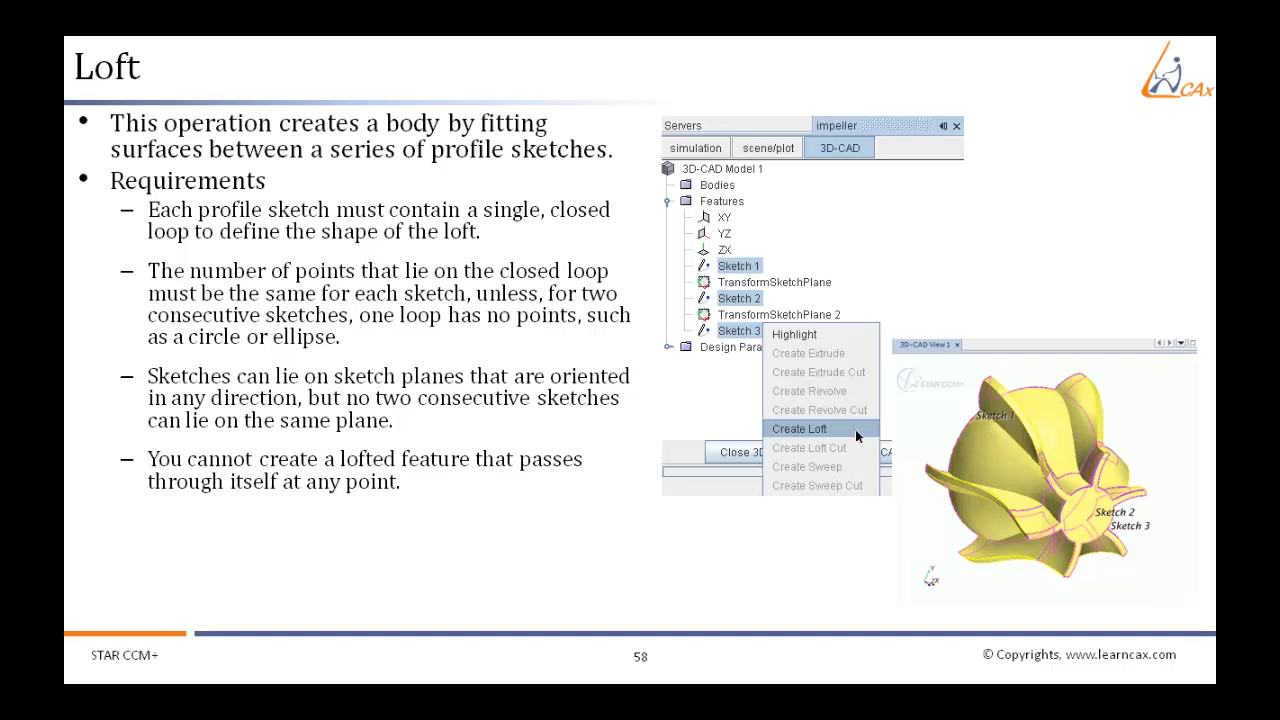 Loft
CAx
• This operation creates a body by fitting
surfaces between a series of profile sketches.
• Requirements
– Each profile sketch must contain a single, closed
loop to define the shape of the loft.
– The number of points that lie on the closed loop
must be the same for each sketch, unless, for two
consecutive sketches, one loop has no points, such
as a circle or ellipse.
– Sketches can lie on sketch planes that are oriented
in any direction, but no two consecutive sketches
can lie on the same plane.
– You cannot create a lofted feature that passes
through itself at any point.
Servers
impeller
simulation
scene/plot
3D-CAD
3D-CAD Model 1
Bodies
Features
XY
YZ
ZX
Sketch 1
TransformSketchPlane
Sketch 2
TransformSketchPlane 2
Sketch 3
Design Para
Highlight
Create Extrude
Create Extrude Cut
Create Revolve
Create Revolve Cut
Create Loft
Create Loft Cut
Create Sweep
Create Sweep Cut
Close 3D
3D-CAD View 1
STAR CCM+
Sketch 1
Sketch 2
Sketch 3
STAR CCM+
58
© Copyrights, www.learncax.com